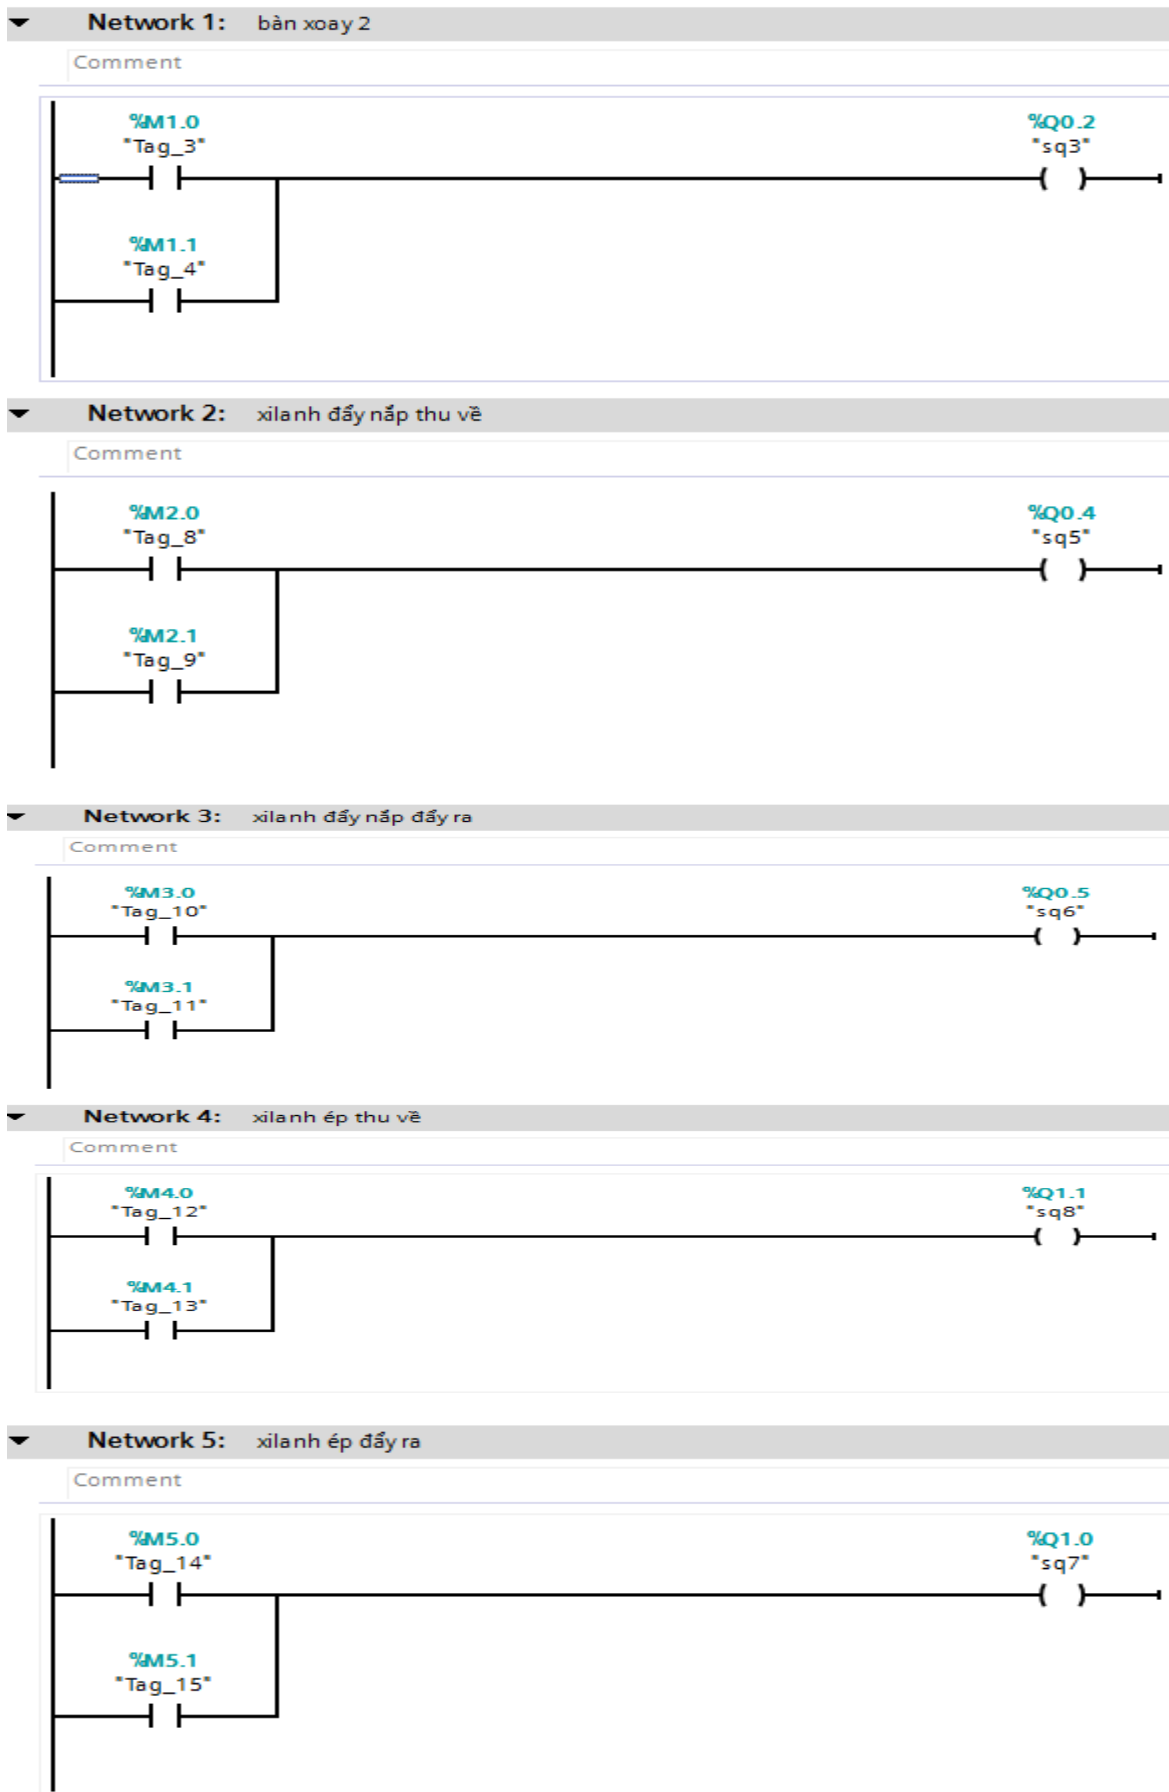 Network 1: bàn xoay 2
Comment
%M1.0 %Q0.2
"Tag_3" "sq3"
%M1.1
"Tag_4"
Network 2: xilanh đẩy nắp thu về
Comment
%M2.0 %Q0.4
"Tag_8" "sq5"
%M2.1
"Tag_9"
Network 3: xilanh đẩy nắp đẩy ra
Comment
%M3.0 %Q0.5
"Tag_10" "sq6"
%M3.1
"Tag_11"
Network 4: xilanh ép thu về
Comment
%M4.0 %Q1.1
"Tag_12" "sq8"
%M4.1
"Tag_13"
Network 5: xilanh ép đẩy ra
Comment
%M5.0 %Q1.0
"Tag_14" "sq7"
%M5.1
"Tag_15"